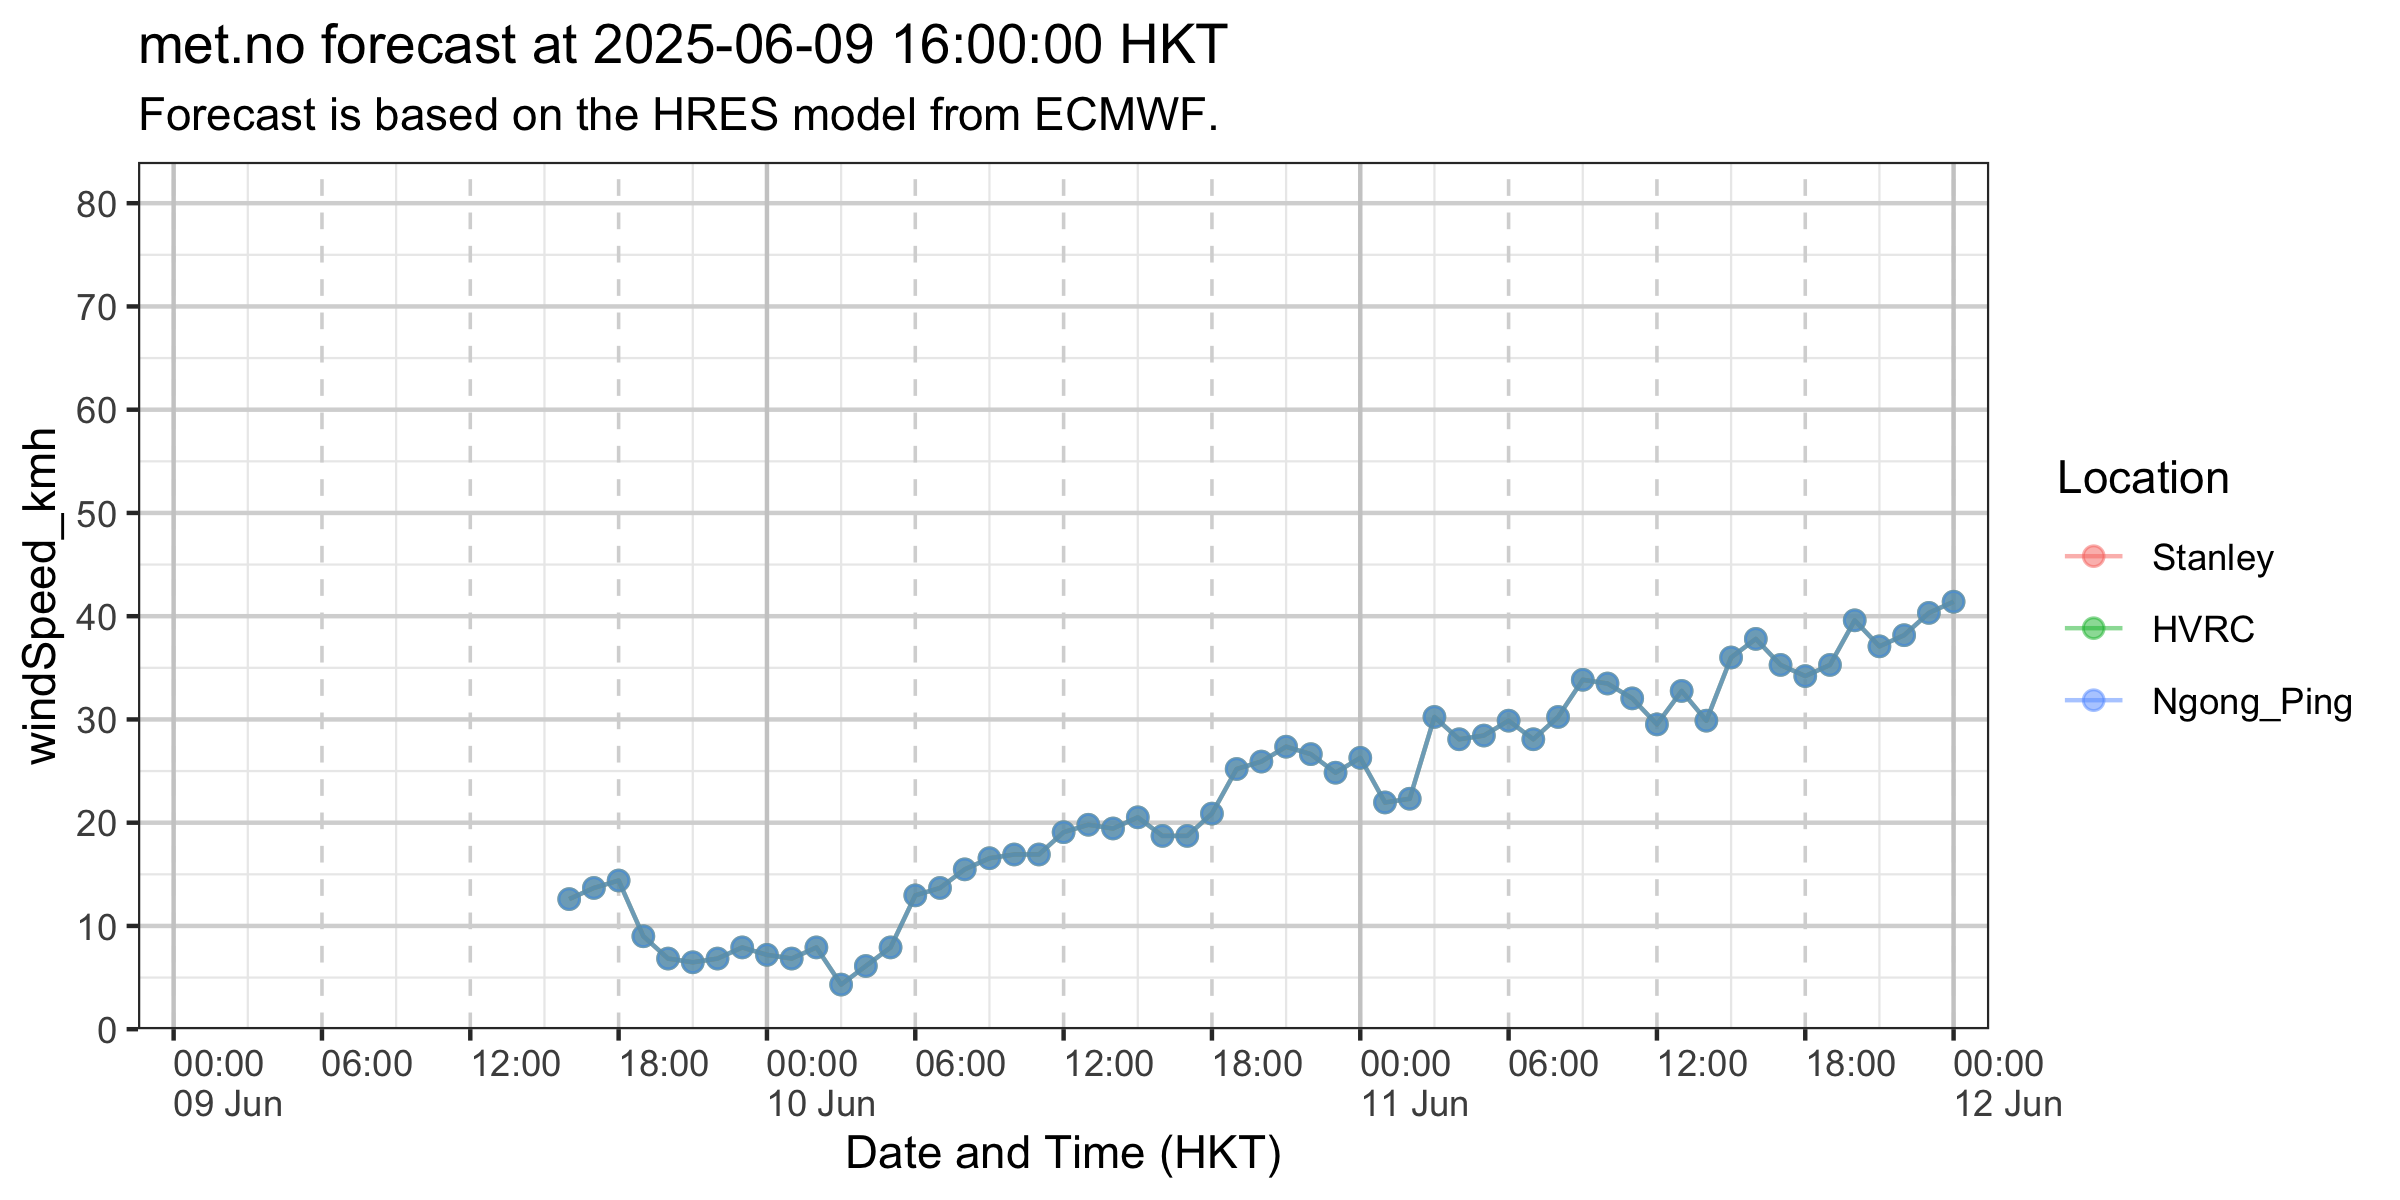 met.no forecast at 2025-06-09 16:00:00 HKT
Forecast is based on the HRES model from ECMWF.
windSpeed_kmh
80
70
60
50
40
30
20
10
0
00:00 06:00 12:00 18:00 00:00 06:00 12:00 18:00 00:00 06:00 12:00 18:00 00:00
09 Jun 10 Jun 11 Jun 12 Jun
Date and Time (HKT)
Location
Stanley
HVRC
Ngong_Ping